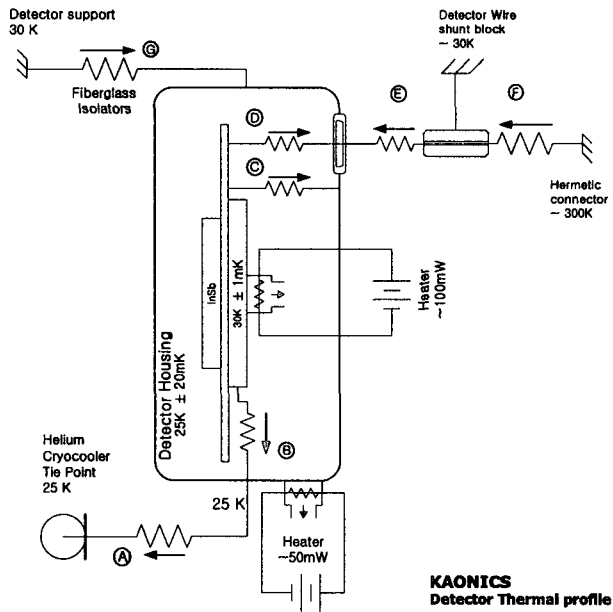 Detector support
30 K
G
Fiberglass
Isolators
Detector Wire
shunt block
~ 30K
E
F
D
C
Hermetic
connector
~ 300K
InSb
30K ± 1mK
Heater
~100mW
Detector Housing
25K ± 20mK
B
Helium
Cryocooler
Tie Point
25 K
25 K
A
Heater
~50mW
KAONICS
Detector Thermal profile